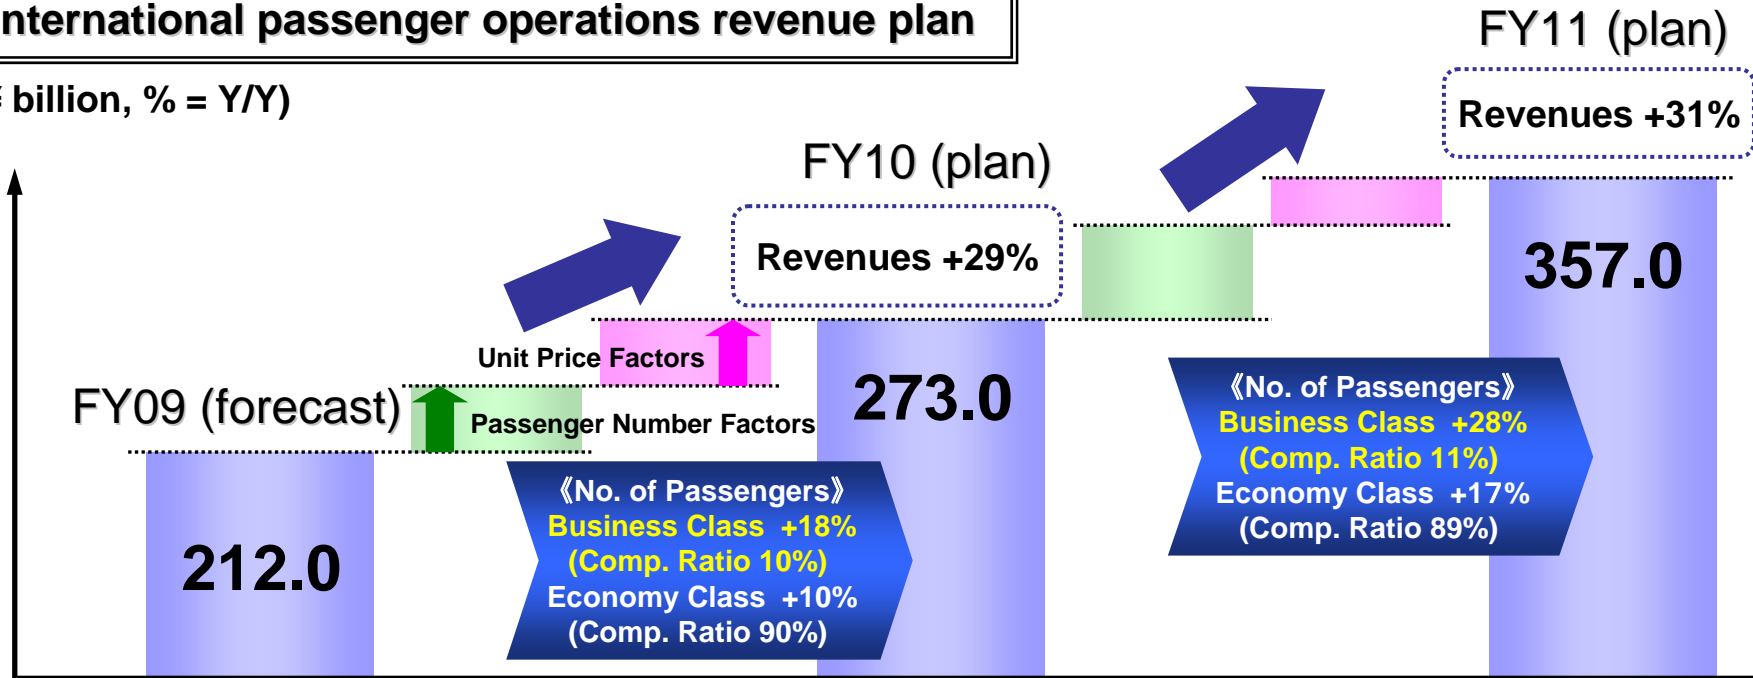 nternational passenger operations revenue plan
billion, % = Y/Y)
FY11 (plan)
Revenues +31%
FY10 (plan)
Revenues +29%
357.0
Unit Price Factors
273.0
FY09 (forecast)
Passenger Number Factors
212.0
《No. of Passengers》
Business Class +18%
(Comp. Ratio 10%)
Economy Class +10%
(Comp. Ratio 90%)
《No. of Passengers》
Business Class +28%
(Comp. Ratio 11%)
Economy Class +17%
(Comp. Ratio 89%)